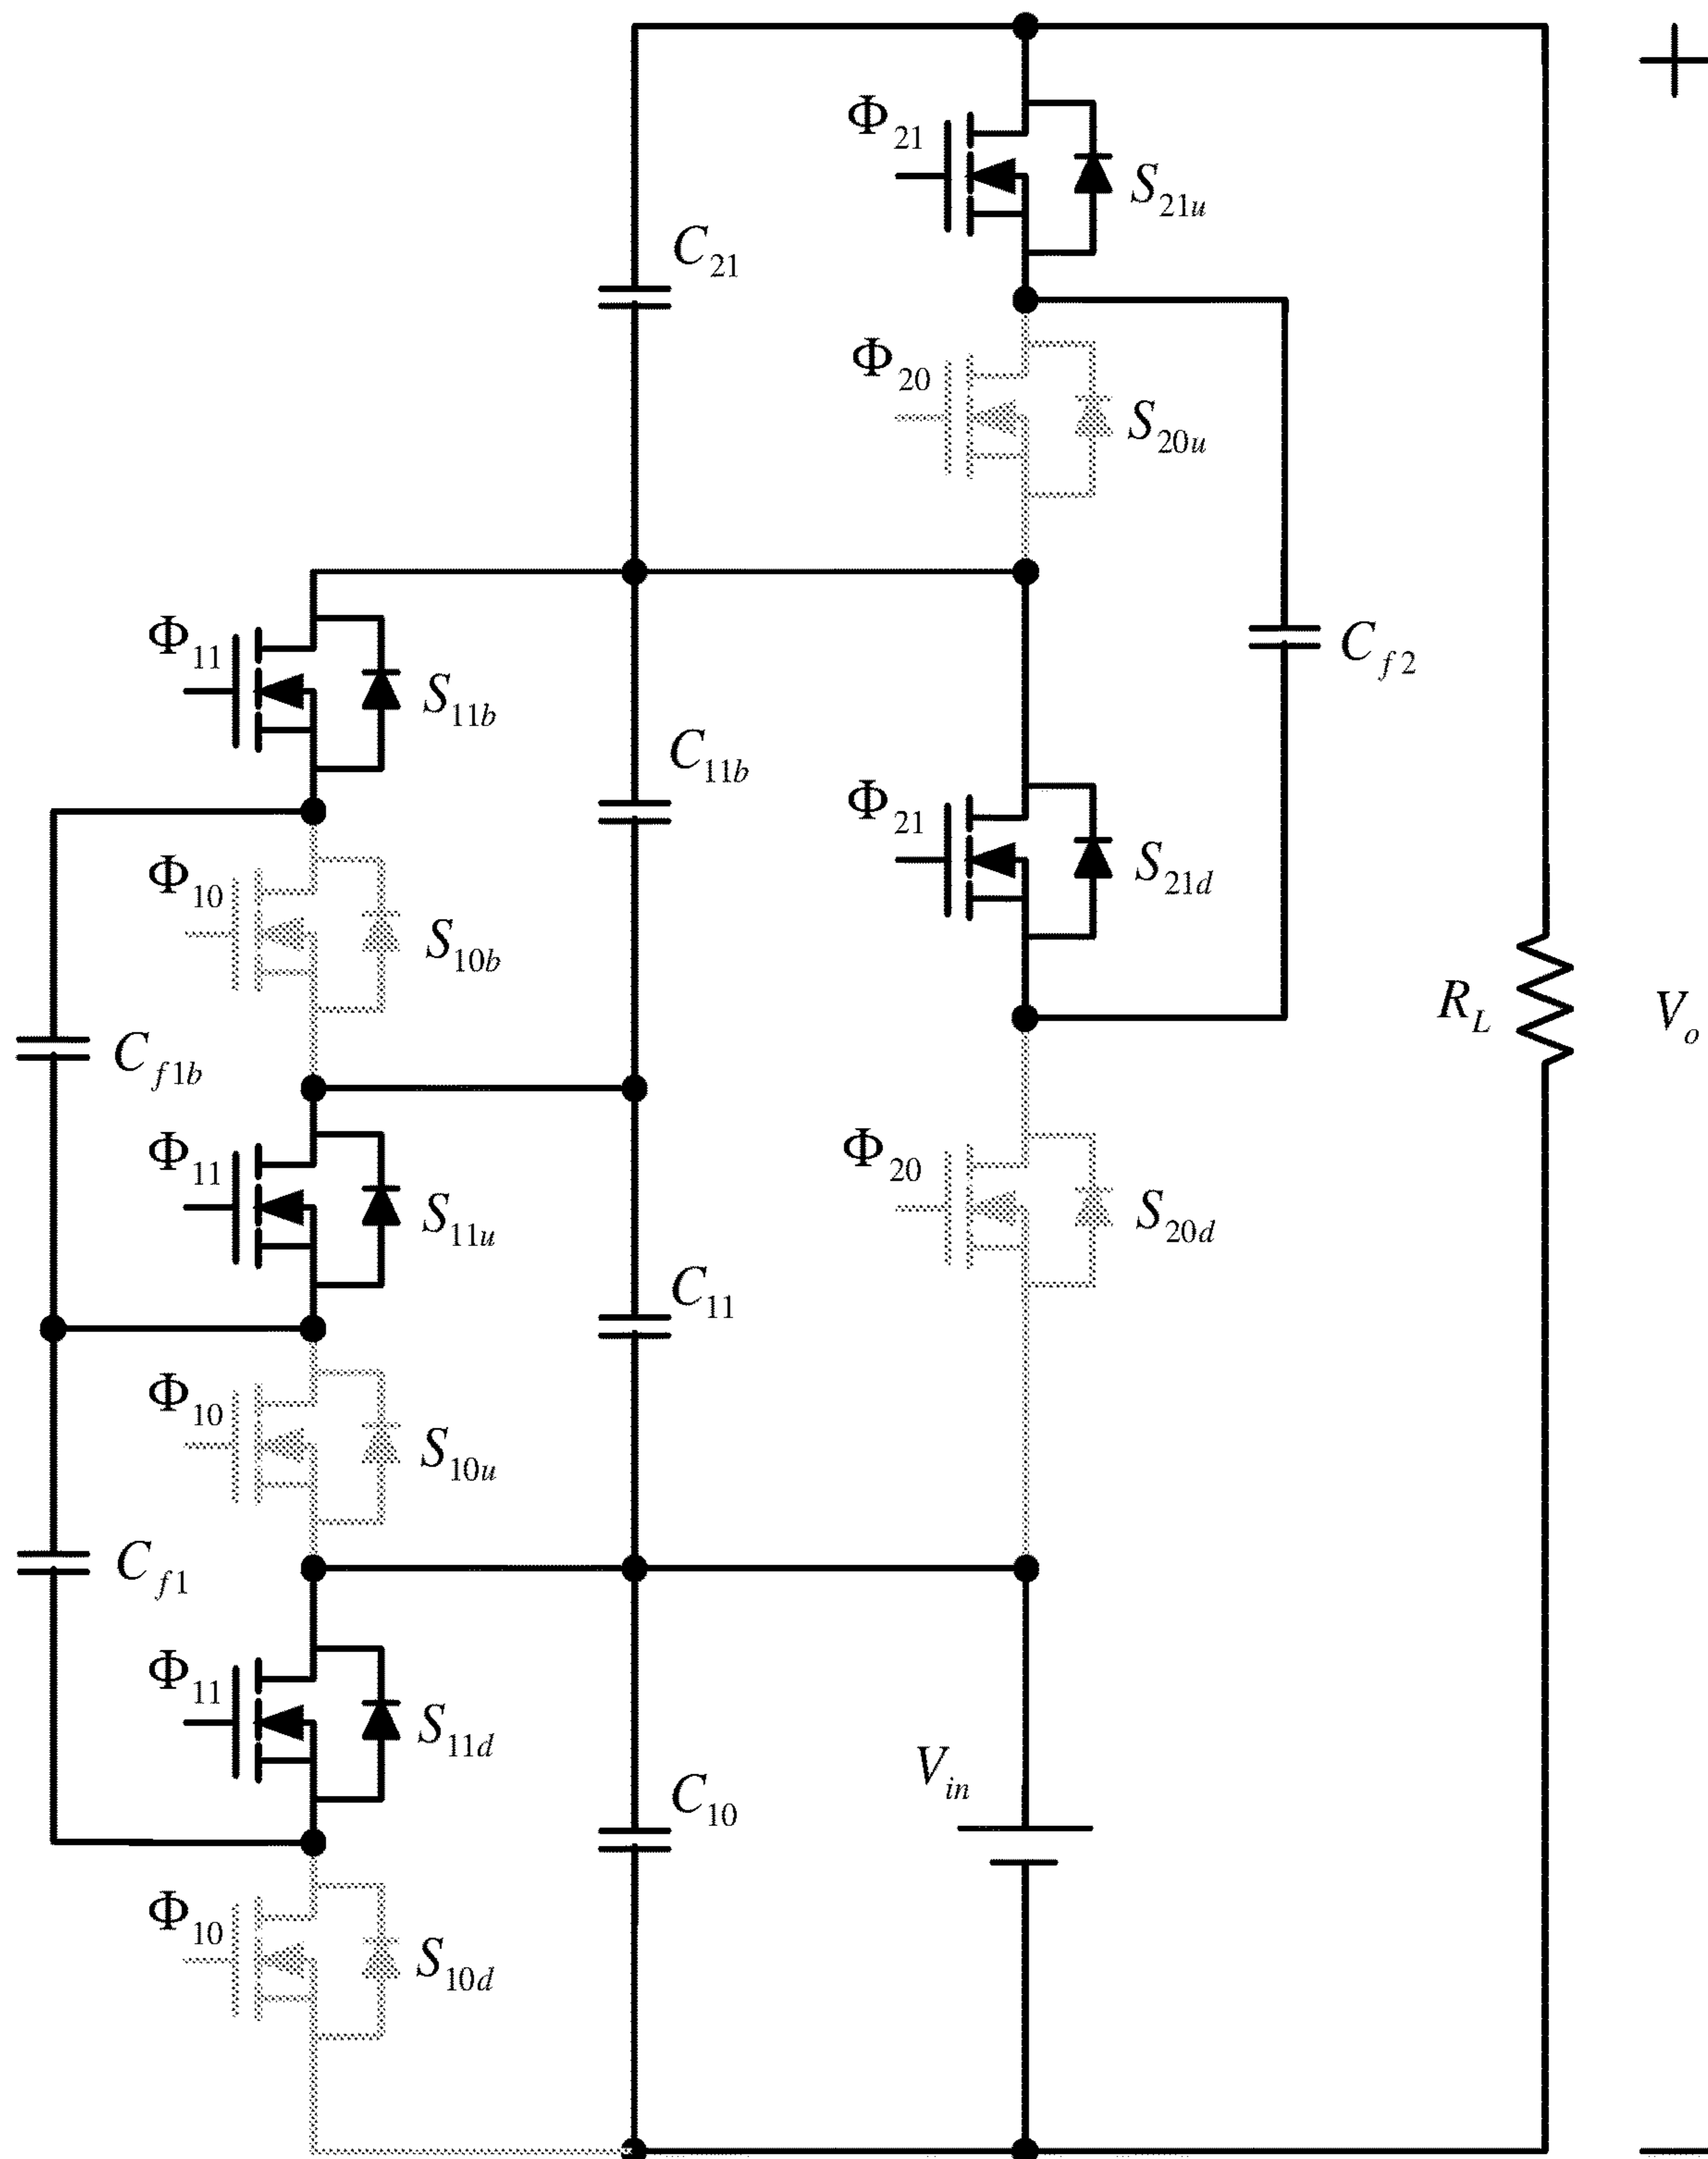 +
Φ21
S21u
C21
Φ20
S20u
Φ11
S11b
Cf2
C11b
Φ21
S21d
Φ10
S10b
RL
Vo
Cf1b
Φ11
S11u
Φ20
S20d
C11
Φ10
S10u
Cf1
Φ11
S11d
Vin
C10
Φ10
S10d